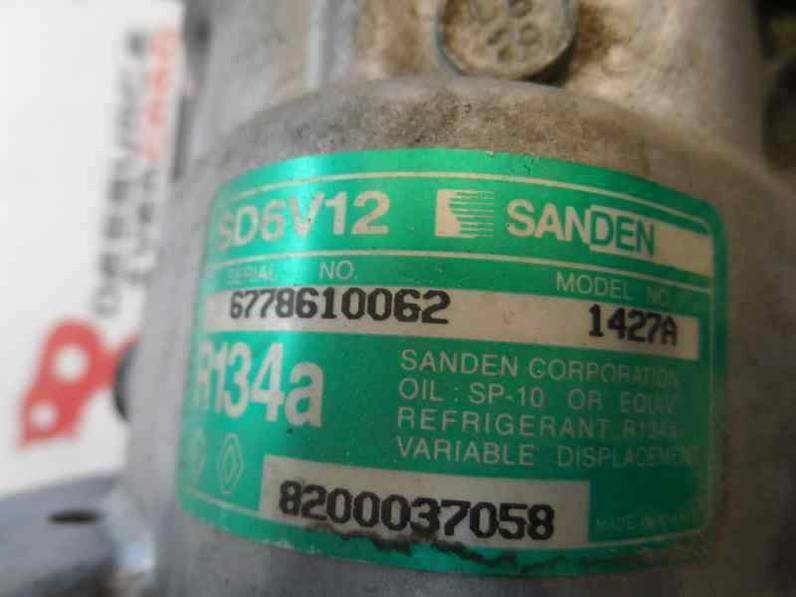 SD6V12 SANDEN
SERIAL NO. MODEL NO.
6778610062 1427A
R134a
SANDEN CORPORATION
OIL : SP-10 OR EQUIV.
REFRIGERANT R134a
VARIABLE DISPLACEMENT
8200037058
DESGUACE